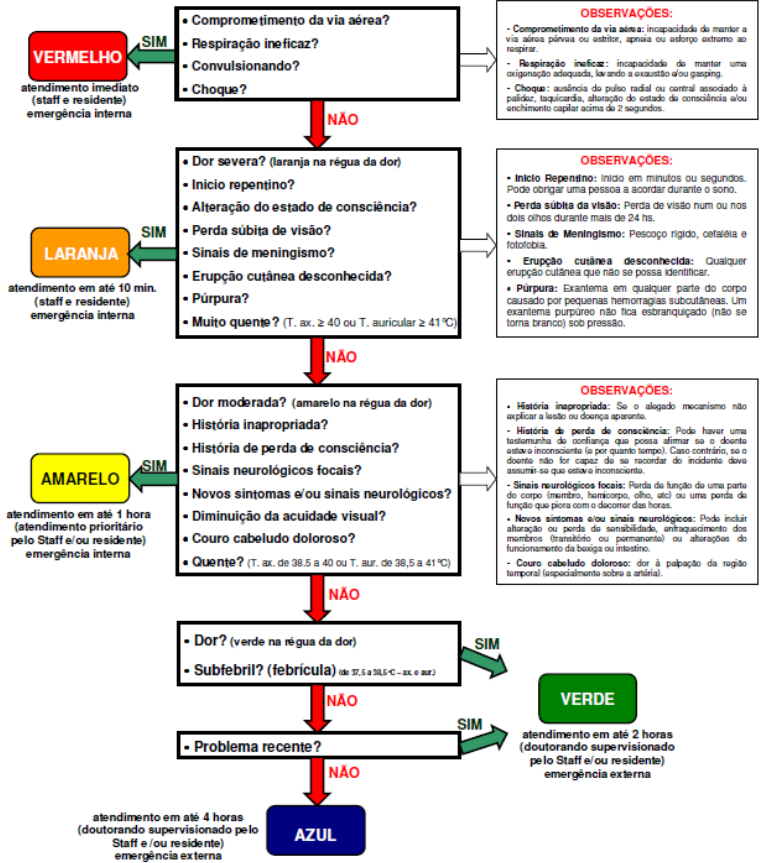 • Comprometimento da via aérea?
• Respiração ineficaz?
• Convulsionando?
• Choque?
SIM
VERMELHO
atendimento imediato
(staff e residente)
emergência interna
OBSERVAÇÕES:
- Comprometimento da via aérea: incapacidade de manter a
via aérea pérvea ou estritor, apneia ou esforço extremo ao
respirar.
- Respiração ineficaz: incapacidade de manter uma
oxigenação adequada, levando a exaustão e/ou gasping.
- Choque: ausência de pulso radial ou central associado à
palidez, taquicardia, alteração do estado de consciência e/ou
enchimento capilar acima de 2 segundos.
NÃO
• Dor severa? (laranja na régua da dor)
• Inicio repentino?
• Alteração do estado de consciência?
• Perda súbita de visão?
• Sinais de meningismo?
• Erupção cutânea desconhecida?
• Púrpura?
• Muito quente? (T. ax. ≥ 40 ou T. auricular ≥ 41ºC)
SIM
LARANJA
atendimento em até 10 min.
(staff e residente)
emergência interna
OBSERVAÇÕES:
• Inicio Repentino: Inicio em minutos ou segundos.
Pode obrigar uma pessoa a acordar durante o sono.
• Perda súbita da visão: Perda de visão num ou nos
dois olhos durante mais de 24 hs.
• Sinais de Meningismo: Pescoço rígido, cefaléia e
fotofobia.
• Erupção cutânea desconhecida: Qualquer
erupção cutânea que não se possa identificar.
• Púrpura: Exantema em qualquer parte do corpo
causado por pequenas hemorragias subcutâneas. Um
exantema purpúreo não fica esbranquiçado (não se
torna branco) sob pressão.
NÃO
• Dor moderada? (amarelo na régua da dor)
• História inapropriada?
• História de perda de consciência?
• Sinais neurológicos focais?
• Novos sintomas e/ou sinais neurológicos?
• Diminuição da acuidade visual?
• Couro cabeludo doloroso?
• Quente? (T. ax. de 38.5 a 40 ou T. aur. de 38,5 a 41ºC)
SIM
AMARELO
atendimento em até 1 hora
(atendimento prioritário
pelo Staff e/ou residente)
emergência interna
OBSERVAÇÕES:
• História inapropriada: Se o alegado mecanismo não
explicar a lesão ou doença aparente.
- História de perda de consciência: Pode haver uma
testemunha de confiança que possa afirmar se o doente
esteve inconsciente (e por quanto tempo). Caso contrário, se o
doente não for capaz de se recordar do incidente deve
assumir-se que esteve inconsciente.
- Sinais neurológicos focais: Perda de função de uma parte
do corpo (membro, hemicorpo, olho, etc) ou uma perda de
função que piora com o decorrer das horas.
• Novos sintomas e/ou sinais neurológicos: Pode incluir
alteração ou perda de sensibilidade, enfraquecimento dos
membros (transitório ou permanente) ou alterações do
funcionamento da bexiga ou intestino.
- Couro cabeludo doloroso: dor à palpação da região
temporal (especialmente sobre a artéria).
NÃO
• Dor? (verde na régua da dor)
• Subfebril? (febrícula) (de 37,5 a 38,5ºC – ax. e aur.)
SIM
VERDE
atendimento em até 2 horas
(doutorando supervisionado
pelo Staff e/ou residente)
emergência externa
NÃO
SIM
• Problema recente?
NÃO
atendimento em até 4 horas
(doutorando supervisionado pelo
Staff e /ou residente)
emergência externa
AZUL